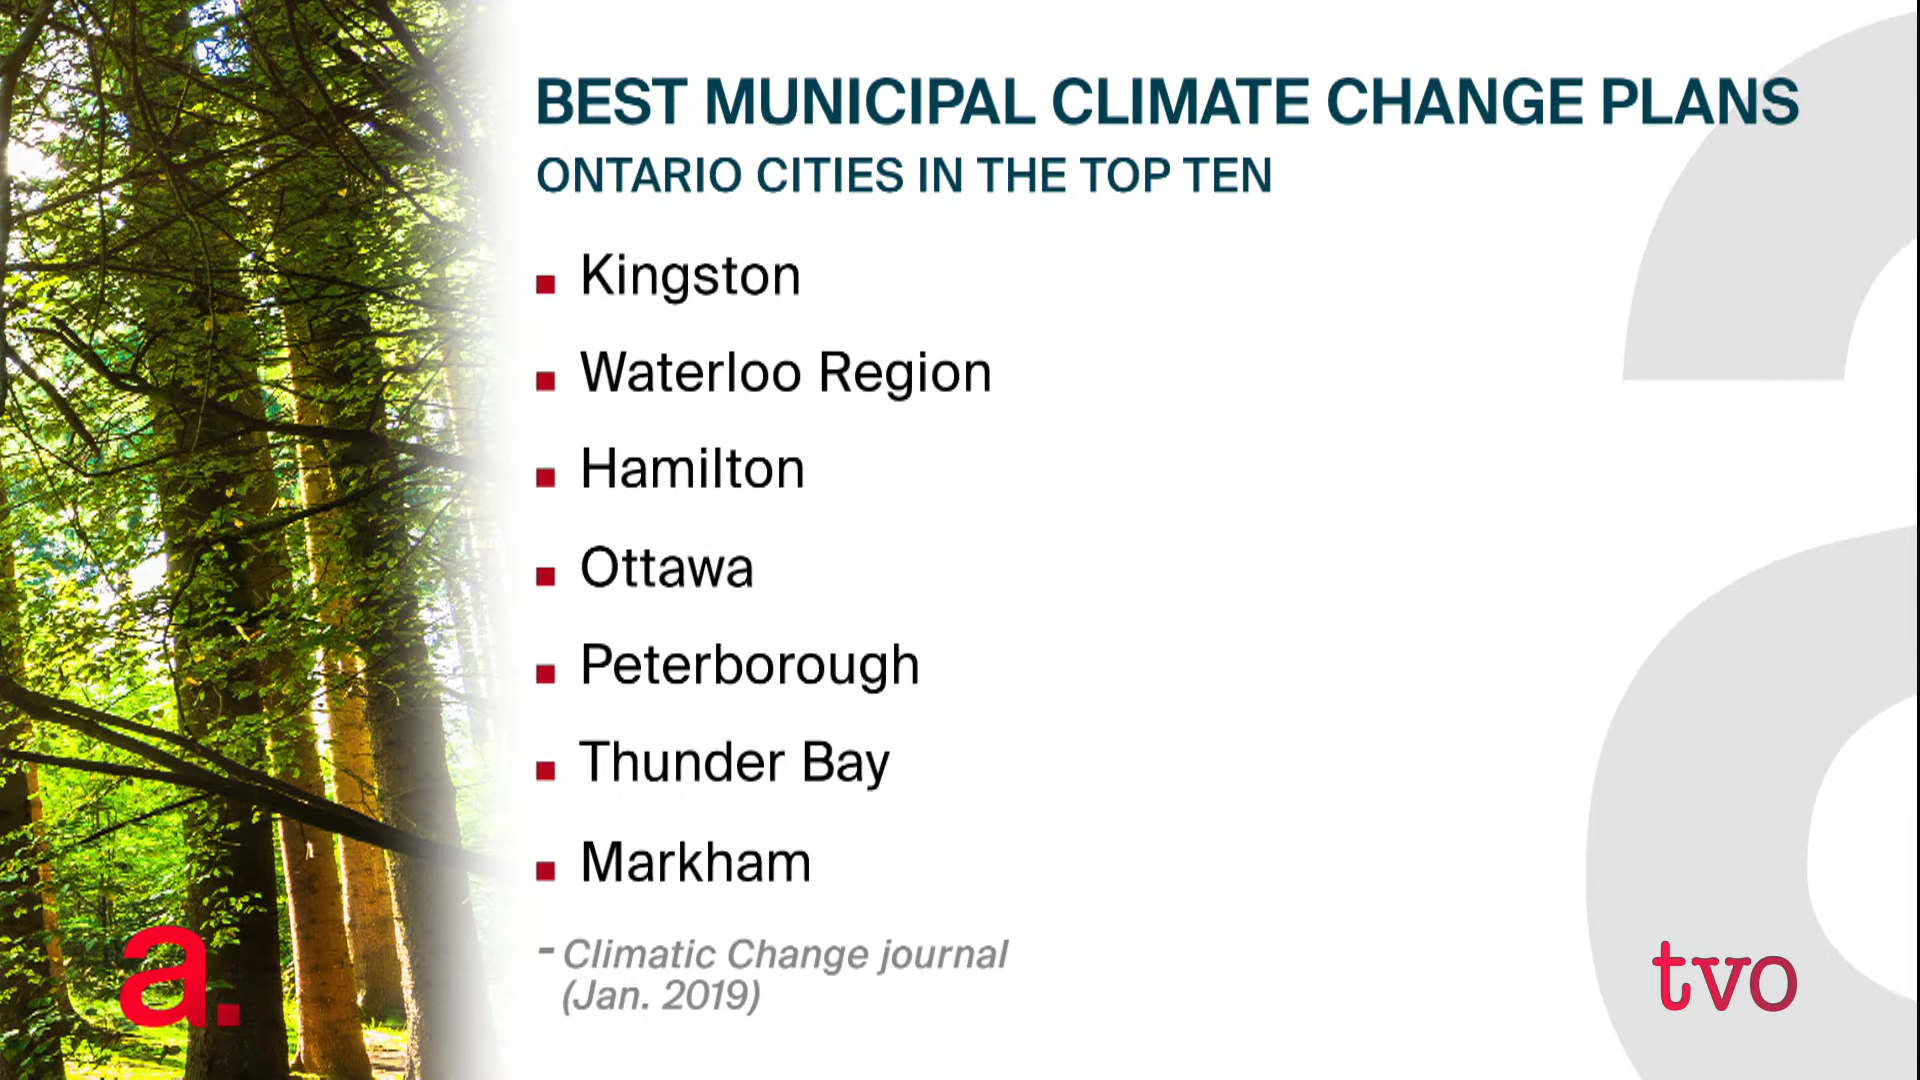 BEST MUNICIPAL CLIMATE CHANGE PLANS
ONTARIO CITIES IN THE TOP TEN
Kingston
Waterloo Region
Hamilton
Ottawa
Peterborough
Thunder Bay
Markham
- Climatic Change journal
(Jan. 2019)
a.
tvo